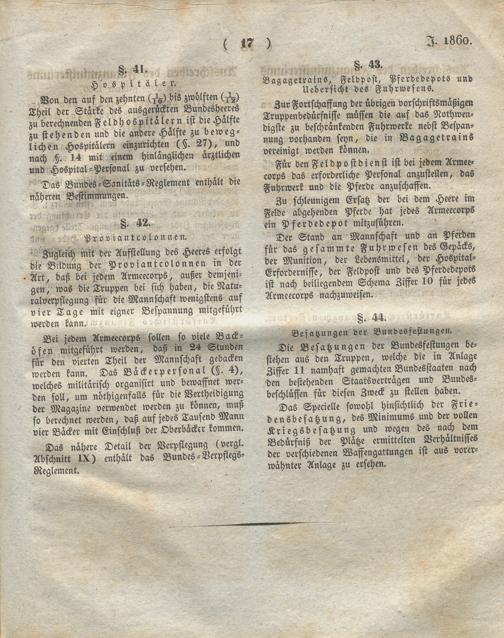 ( 17 )
J. 1860.
§. 41.
Hospitäler.
Von den auf den zehnten (1/10) bis zwölften (1/12)
Theil der Stärke des ausgerückten Bundesheeres
zu berechnenden Feldhospitälern ist die Hälfte
zu stehenden und die andere Hälfte zu beweg-
lichen Hospitälern einzurichten (§. 27), und
nach §. 14 mit einem hinlänglichen ärztlichen
und Hospital-Personal zu versehen.
Das Bundes-Sanitäts-Reglement enthält die
näheren Bestimmungen.
§. 42.
Proviantcolonnen.
Zugleich mit der Aufstellung des Heeres erfolgt
die Bildung der Proviantcolonnen in der
Art, daß bei jedem Armeecorps, außer demjeni-
gen, was die Truppen bei sich haben, die Natu-
ralverpflegung für die Mannschaft wenigstens auf
vier Tage mit eigner Bespannung mitgeführt
werden kann.
Bei jedem Armeecorps sollen so viele Back-
öfen mitgeführt werden, daß in 24 Stunden
für den vierten Theil der Mannschaft gebacken
werden kann. Das Bäckerpersonal (§. 4),
welches militärisch organisirt und bewaffnet wer-
den soll, um nöthigenfalls für die Vertheidigung
der Magazine verwendet werden zu können, muß
so berechnet werden, daß auf jedes Tausend Mann
vier Bäcker mit Einschluß der Oberbäcker kommen.
Das nähere Detail der Verpflegung (vergl.
Abschnitt IX) enthält das Bundes-Verpflegs-
Reglement.
§. 43.
Bagagetrains, Feldpost, Pferdedepots und
Uebersicht des Fuhrwesens.
Zur Fortschaffung der übrigen vorschriftsmäßigen
Truppenbedürfnisse müssen die auf das Nothwen-
digste zu beschränkenden Fuhrwerke nebst Bespan-
nung vorhanden seyn, die in Bagagetrains
vereinigt werden können.
Für den Feldpostdienst ist bei jedem Armee-
corps das erforderliche Personal anzustellen, das
Fuhrwerk und die Pferde anzuschaffen.
Zu schleunigem Ersatz der bei dem Heere im
Felde abgehenden Pferde hat jedes Armeecorps
ein Pferdedepot mitzuführen.
Der Stand an Mannschaft und an Pferden
für das gesamte Fuhrwesen des Gepäcks,
der Munition, der Lebensmittel, der Hospital-
Erfordernisse, der Feldpost und des Pferdedepots
ist nach beiliegendem Schema Ziffer 10 für jedes
Armeecorps nachzuweisen.
§. 44.
Besatzungen der Bundesfestungen.
Die Besatzungen der Bundesfestungen be-
stehen aus den Truppen, welche die in Anlage
Ziffer 11 namhaft gemachten Bundesstaaten nach
den bestehenden Staatsverträgen und Bundes-
beschlüssen für diesen Zweck zu stellen haben.
Das Specielle sowohl hinsichtlich der Frie-
densbesatzung, des Minimums und der vollen
Kriegsbesatzung und wegen des nach dem
Bedürfniß der Plätze ermittelten Verhältnisses
der verschiedenen Waffengattungen ist aus vor-
erwähnter Anlage zu ersehen.